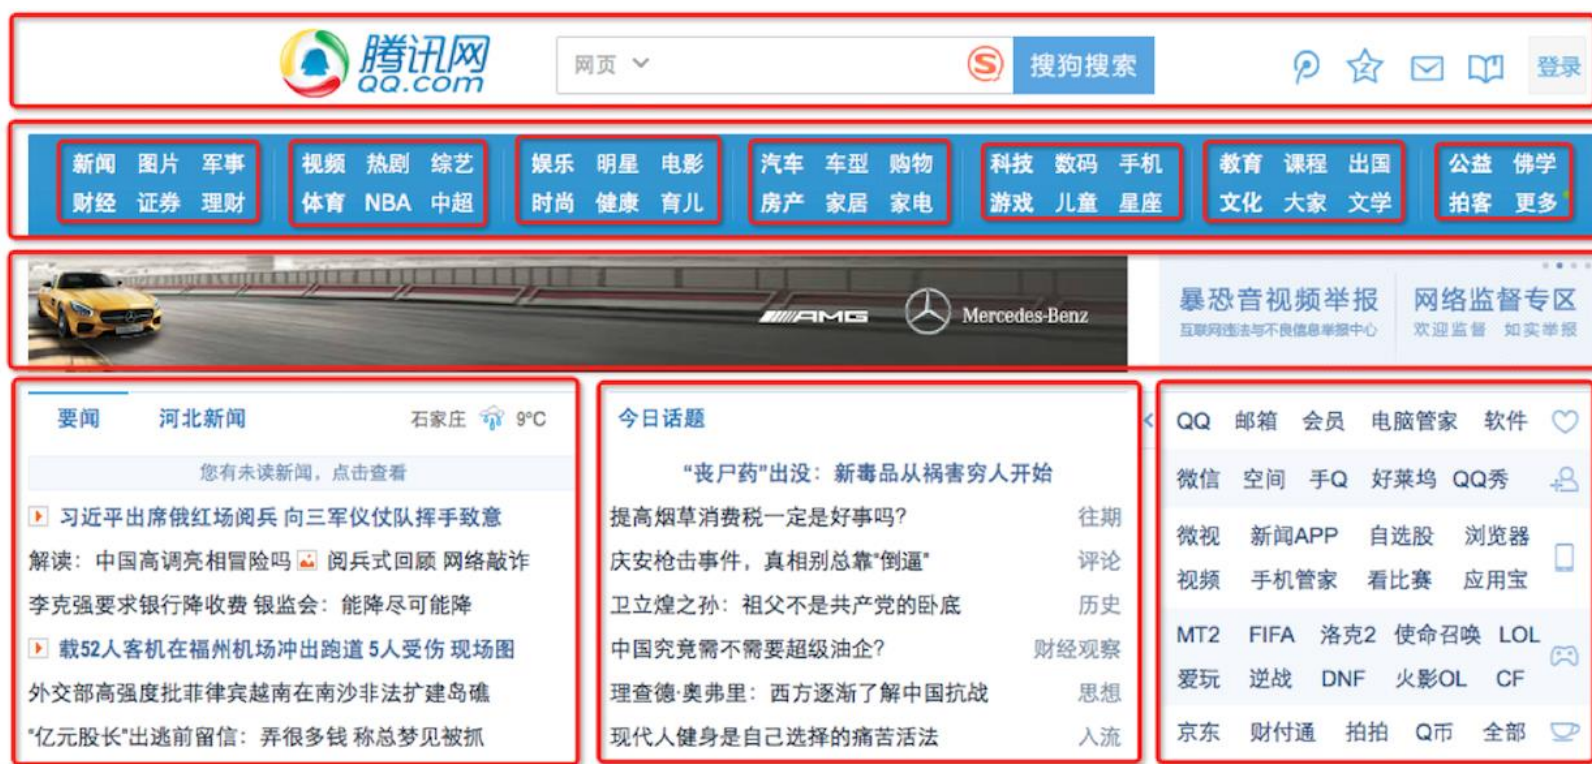 腾讯网
QQ.com
网页
搜狗搜索
登录
新闻 图片 军事
财经 证券 理财
视频 热剧 综艺
体育 NBA 中超
娱乐 明星 电影
时尚 健康 育儿
汽车 车型 购物
房产 家居 家电
科技 数码 手机
游戏 儿童 星座
教育 课程 出国
文化 大家 文学
公益 佛学
拍客 更多
AMG
Mercedes-Benz
暴恐音视频举报
互联网违法与不良信息举报中心
网络监督专区
欢迎监督 如实举报
要闻 河北新闻 石家庄 9°C
您有未读新闻，点击查看
习近平出席俄红场阅兵 向三军仪仗队挥手致意
解读：中国高调亮相冒险吗 阅兵式回顾 网络敲诈
李克强要求银行降收费 银监会：能降尽可能降
载52人客机在福州机场冲出跑道 5人受伤 现场图
外交部高强度批菲律宾越南在南沙非法扩建岛礁
“亿元股长”出逃前留信：弄很多钱 称总梦见被抓
今日话题
“丧尸药”出没：新毒品从祸害穷人开始
提高烟草消费税一定是好事吗？ 往期
庆安枪击事件，真相别总靠“倒逼” 评论
卫立煌之孙：祖父不是共产党的卧底 历史
中国究竟需不需要超级油企？ 财经观察
理查德·奥弗里：西方逐渐了解中国抗战 思想
现代人健身是自己选择的痛苦活法 人流
QQ 邮箱 会员 电脑管家 软件
微信 空间 手Q 好莱坞 QQ秀
微视 新闻APP 自选股 浏览器
视频 手机管家 看比赛 应用宝
MT2 FIFA 洛克2 使命召唤 LOL
爱玩 逆战 DNF 火影OL CF
京东 财付通 拍拍 Q币 全部